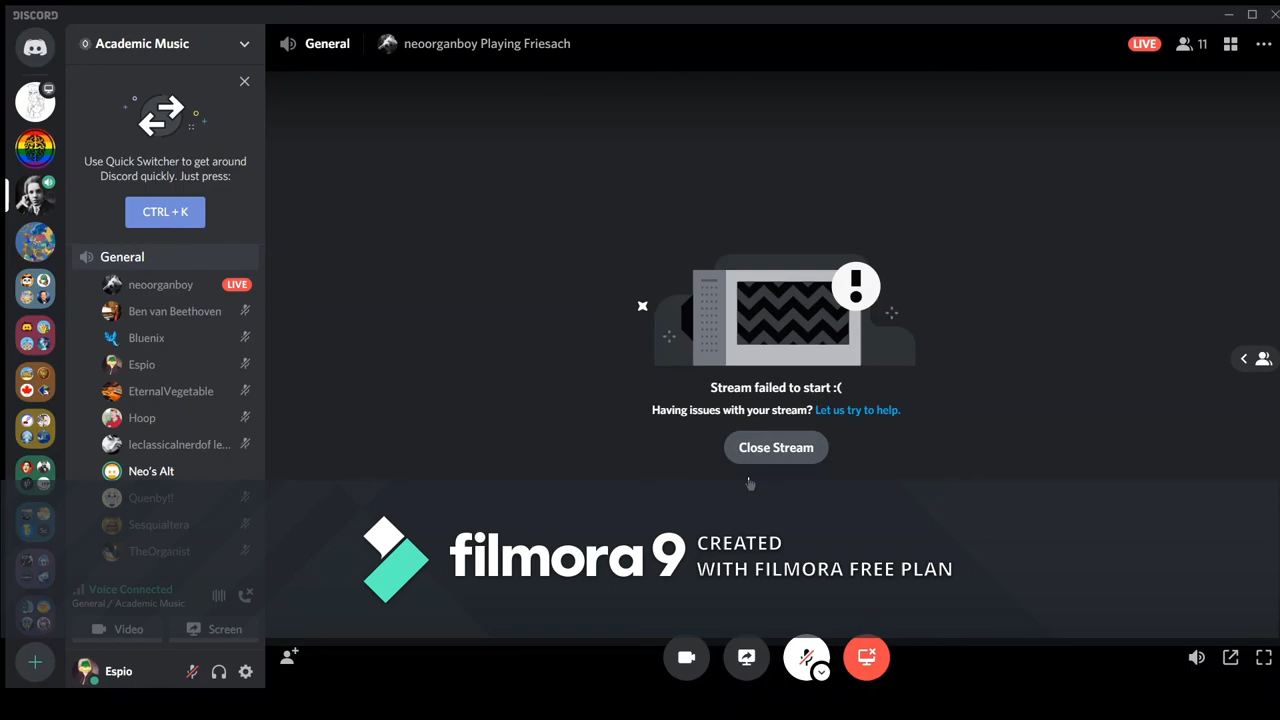 DISCORD
Academic Music
General
neoorganboy Playing Friesach
LIVE
11
Use Quick Switcher to get around
Discord quickly. Just press:
CTRL + K
General
neoorganboy
LIVE
Ben van Beethoven
Bluenix
Espio
EternalVegetable
Hoop
leclassicalnerdof le...
Neo's Alt
Quenby!!
Sesquialtera
TheOrganist
Stream failed to start :(
Having issues with your stream? Let us try to help.
Close Stream
filmora 9
CREATED
WITH FILMORA FREE PLAN
Voice Connected
General / Academic Music
Video
Screen
Espio